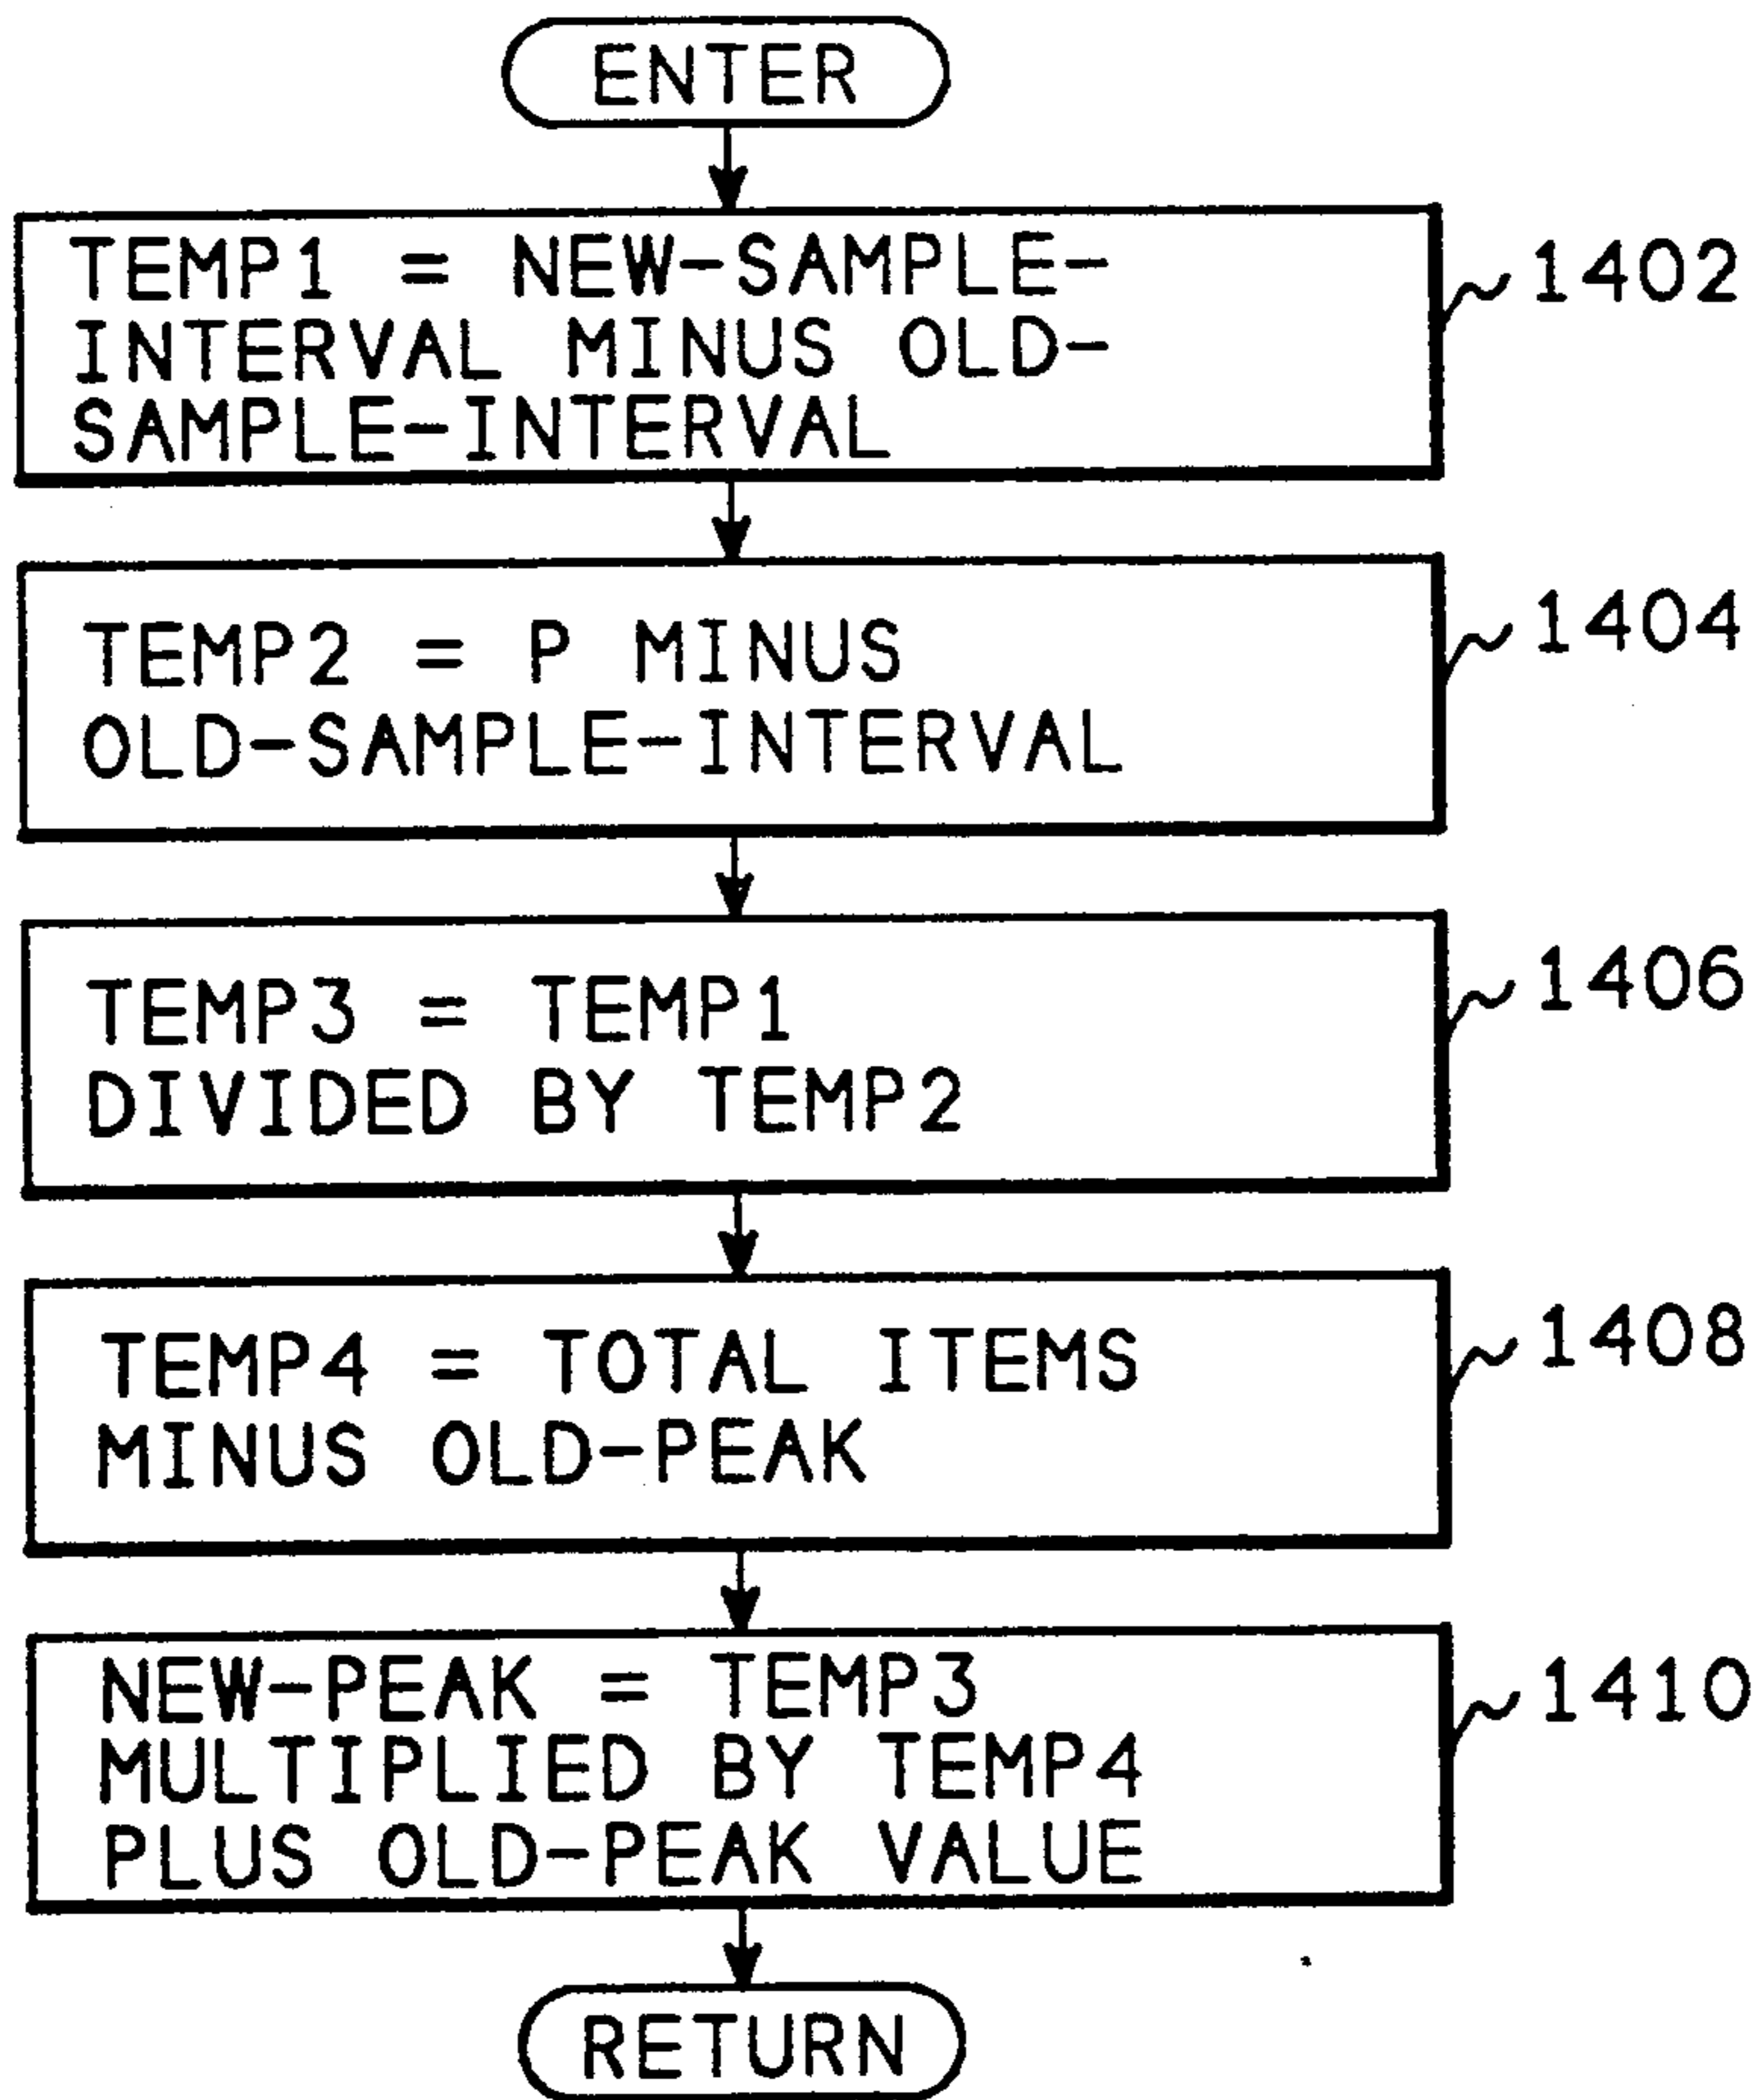 ENTER
TEMP1 = NEW-SAMPLE-
INTERVAL MINUS OLD-
SAMPLE-INTERVAL
1402
TEMP2 = P MINUS
OLD-SAMPLE-INTERVAL
1404
TEMP3 = TEMP1
DIVIDED BY TEMP2
1406
TEMP4 = TOTAL ITEMS
MINUS OLD-PEAK
1408
NEW-PEAK = TEMP3
MULTIPLIED BY TEMP4
PLUS OLD-PEAK VALUE
1410
RETURN